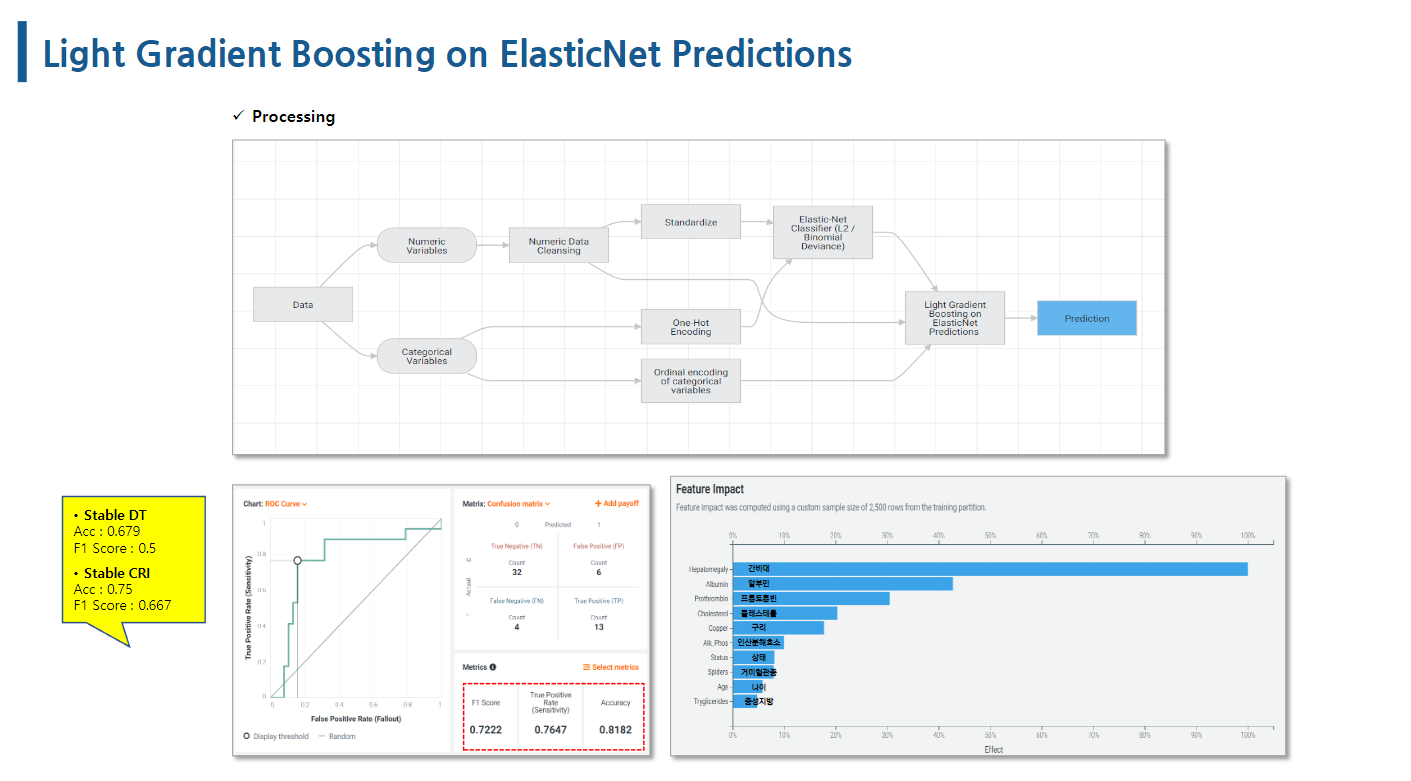 Light Gradient Boosting on ElasticNet Predictions
✓ Processing
Data
Numeric
Variables
Categorical
Variables
Numeric Data
Cleansing
Standardize
One-Hot
Encoding
Ordinal encoding
of categorical
variables
Elastic-Net
Classifier (L2 /
Binomial
Deviance)
Light Gradient
Boosting on
ElasticNet
Predictions
Prediction
• Stable DT
Acc : 0.679
F1 Score : 0.5
• Stable CRI
Acc : 0.75
F1 Score : 0.667
Chart: ROC Curve
True Positive Rate (Sensitivity)
1
0.8
0.6
0.4
0.2
0
0 0.2 0.4 0.6 0.8 1
False Positive Rate (Fallout)
Display threshold Random
Matrix: Confusion matrix + Add payoff
0 Predicted 1
Actual
0
1
True Negative (TN) False Positive (FP)
Count Count
32 6
False Negative (FN) True Positive (TP)
Count Count
4 13
Metrics Select metrics
F1 Score
0.7222
True Positive
Rate
(Sensitivity)
0.7647
Accuracy
0.8182
Feature Impact
Feature Impact was computed using a custom sample size of 2,500 rows from the training partition.
0% 10% 20% 30% 40% 50% 60% 70% 80% 90% 100%
Hepatomegaly 간비대
Albumin 알부민
Prothrombin 프롬트롬빈
Cholesterol 콜레스테롤
Copper 구리
Alk_Phos 인산분해효소
Status 상태
Spiders 거미혈관종
Age 나이
Tryglicerides 중성지방
0% 10% 20% 30% 40% 50% 60% 70% 80% 90% 100%
Effect